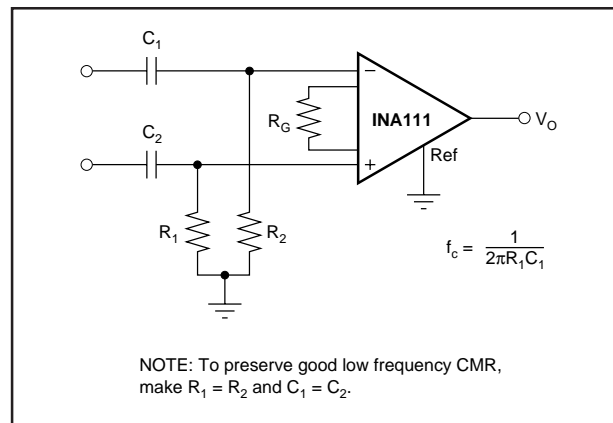 C1
C2
RG
−
INA111
+
Ref
VO
R1
R2
fc = 1 / 2πR1C1
NOTE: To preserve good low frequency CMR,
make R1 = R2 and C1 = C2.